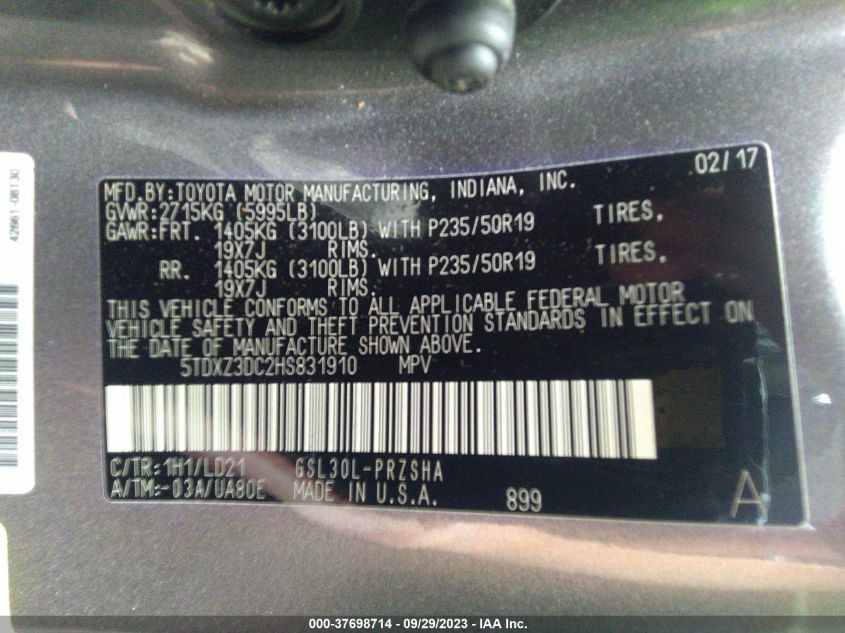 42661-08130
02/17
MFD.BY:TOYOTA MOTOR MANUFACTURING, INDIANA, INC.
GVWR:2715KG (5995LB)
GAWR:FRT. 1405KG (3100LB) WITH P235/50R19 TIRES,
19X7J RIMS.
RR. 1405KG (3100LB) WITH P235/50R19 TIRES,
19X7J RIMS.
THIS VEHICLE CONFORMS TO ALL APPLICABLE FEDERAL MOTOR
VEHICLE SAFETY AND THEFT PREVENTION STANDARDS IN EFFECT ON
THE DATE OF MANUFACTURE SHOWN ABOVE.
5TDXZ3DC2HS831910 MPV
C/TR:1H1/LD21 GSL30L-PRZSHA
A/TM:-03A/UA80E MADE IN U.S.A. 899 A
000-37698714 - 09/29/2023 - IAA Inc.